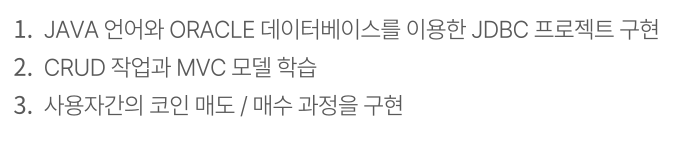 1. JAVA 언어와 ORACLE 데이터베이스를 이용한 JDBC 프로젝트 구현
2. CRUD 작업과 MVC 모델 학습
3. 사용자간의 코인 매도 / 매수 과정을 구현